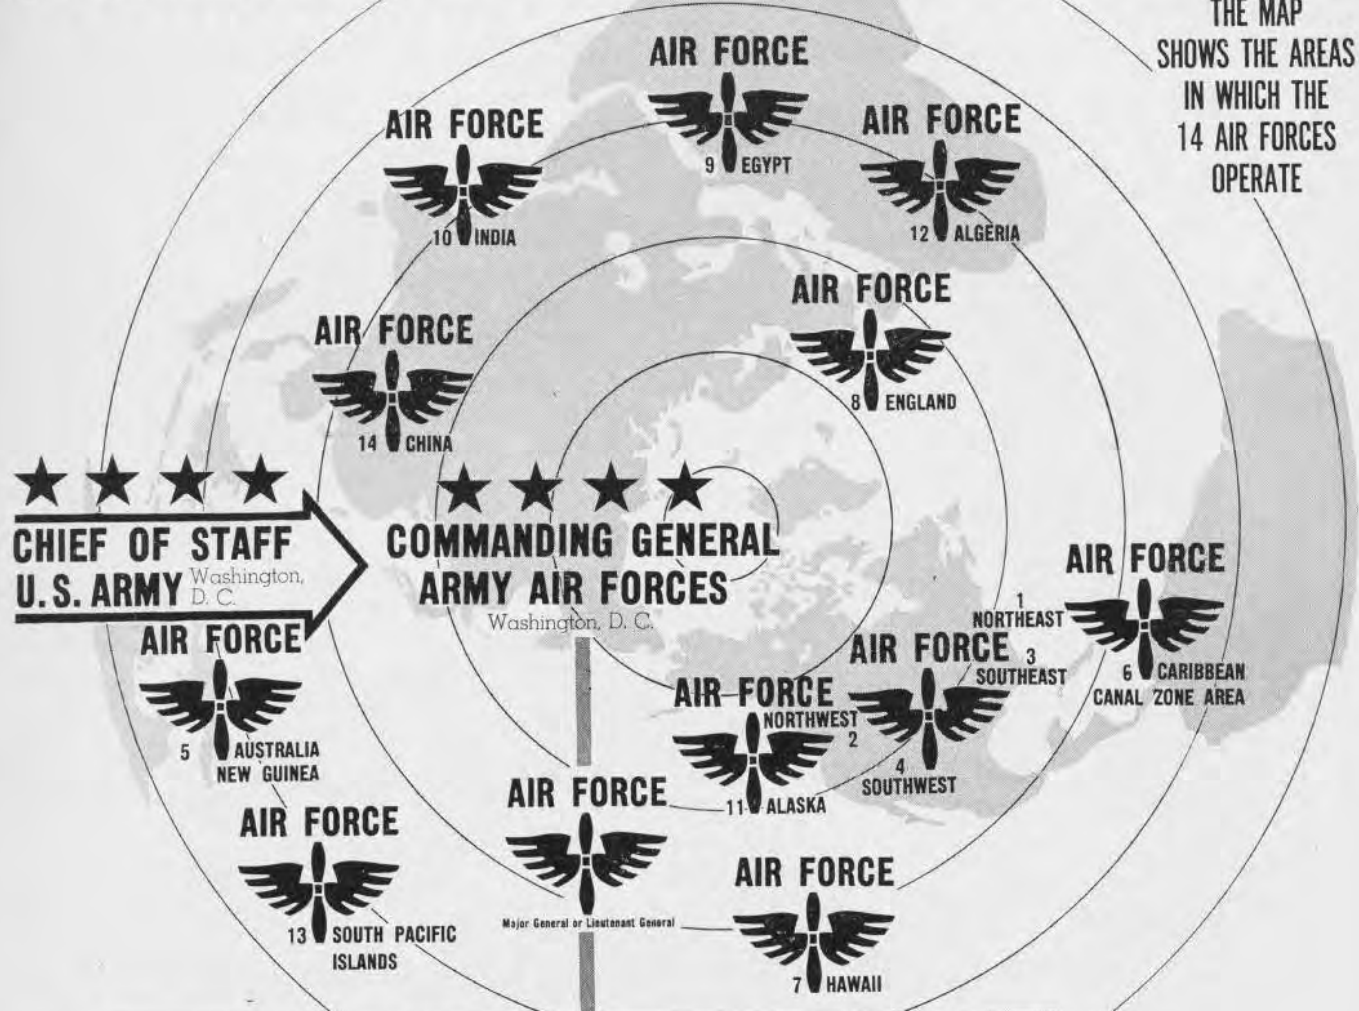 THE MAP
SHOWS THE AREAS
IN WHICH THE
14 AIR FORCES
OPERATE
AIR FORCE
9 EGYPT
AIR FORCE
10 INDIA
AIR FORCE
12 ALGERIA
AIR FORCE
8 ENGLAND
AIR FORCE
14 CHINA
CHIEF OF STAFF
U.S. ARMY Washington,
D. C.
COMMANDING GENERAL
ARMY AIR FORCES
Washington, D. C.
AIR FORCE
6 CARIBBEAN
CANAL ZONE AREA
1
NORTHEAST
AIR FORCE
3
SOUTHEAST
NORTHWEST
2
4
SOUTHWEST
AIR FORCE
11 ALASKA
AIR FORCE
5 AUSTRALIA
NEW GUINEA
AIR FORCE
Major General or Lieutenant General
AIR FORCE
13 SOUTH PACIFIC
ISLANDS
AIR FORCE
7 HAWAII